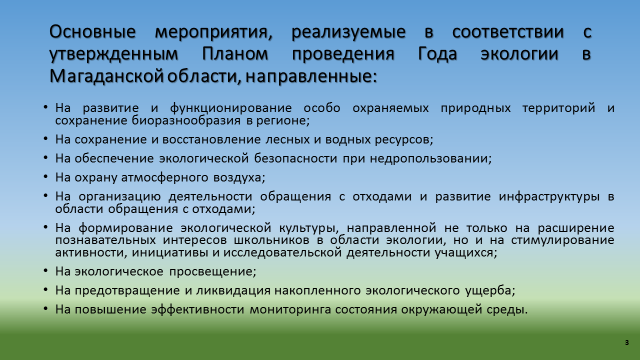 Основные мероприятия, реализуемые в соответствии с
утвержденным Планом проведения Года экологии в
Магаданской области, направленные:
• На развитие и функционирование особо охраняемых природных территорий и
сохранение биоразнообразия в регионе;
• На сохранение и восстановление лесных и водных ресурсов;
• На обеспечение экологической безопасности при недропользовании;
• На охрану атмосферного воздуха;
• На организацию деятельности обращения с отходами и развитие инфраструктуры в
области обращения с отходами;
• На формирование экологической культуры, направленной не только на расширение
познавательных интересов школьников в области экологии, но и на стимулирование
активности, инициативы и исследовательской деятельности учащихся;
• На экологическое просвещение;
• На предотвращение и ликвидация накопленного экологического ущерба;
• На повышение эффективности мониторинга состояния окружающей среды.
3